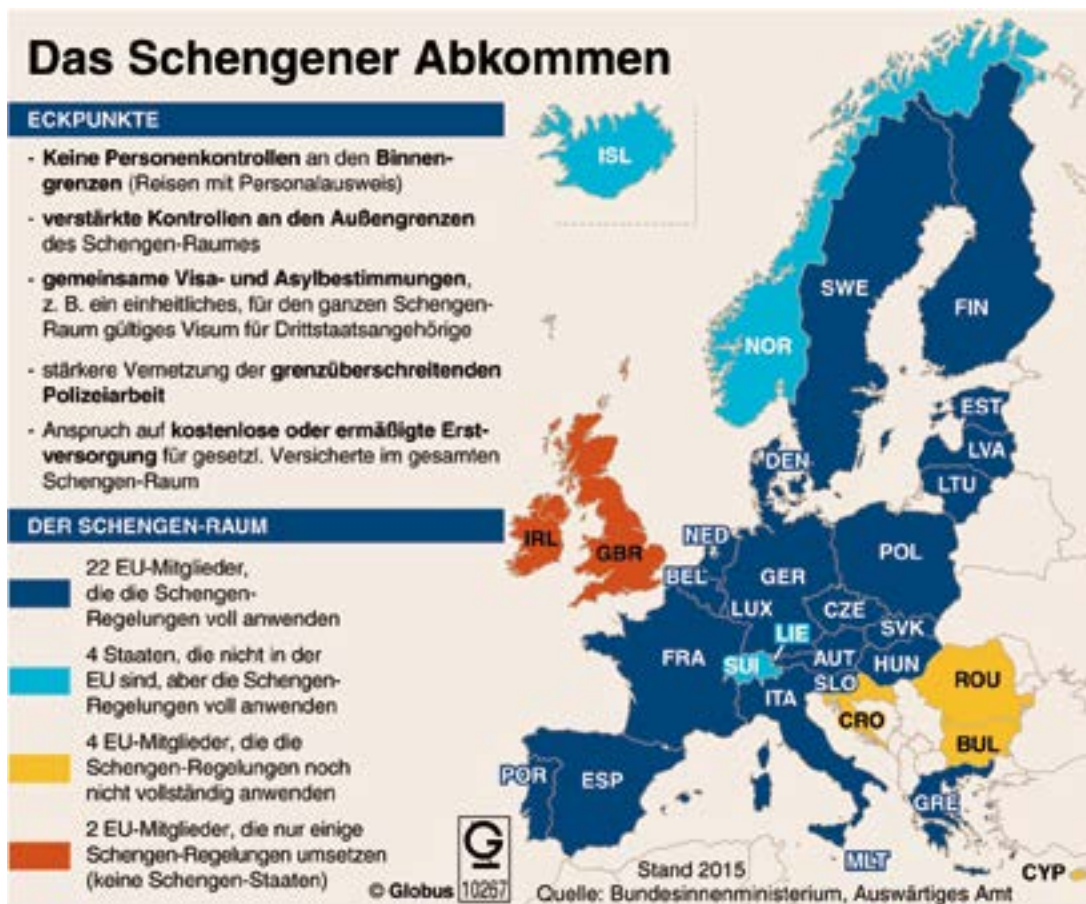 Das Schengener Abkommen
ECKPUNKTE
- Keine Personenkontrollen an den Binnen-
grenzen (Reisen mit Personalausweis)
- verstärkte Kontrollen an den Außengrenzen
des Schengen-Raumes
- gemeinsame Visa- und Asylbestimmungen,
z. B. ein einheitliches, für den ganzen Schengen-
Raum gültiges Visum für Drittstaatsangehörige
- stärkere Vernetzung der grenzüberschreitenden
Polizeiarbeit
- Anspruch auf kostenlose oder ermäßigte Erst-
versorgung für gesetzl. Versicherte im gesamten
Schengen-Raum
DER SCHENGEN-RAUM
22 EU-Mitglieder,
die die Schengen-
Regelungen voll anwenden
4 Staaten, die nicht in der
EU sind, aber die Schengen-
Regelungen voll anwenden
4 EU-Mitglieder, die die
Schengen-Regelungen noch
nicht vollständig anwenden
2 EU-Mitglieder, die nur einige
Schengen-Regelungen umsetzen
(keine Schengen-Staaten)
© Globus
G
10267
ISL
SWE
FIN
NOR
EST
LVA
DEN
LTU
IRL
GBR
NED
POL
BEL
GER
LUX
CZE
LIE
SVK
FRA
SUI
AUT
HUN
SLO
ROU
ITA
CRO
BUL
POR
ESP
GRE
MLT
CYP
Stand 2015
Quelle: Bundesinnenministerium, Auswärtiges Amt